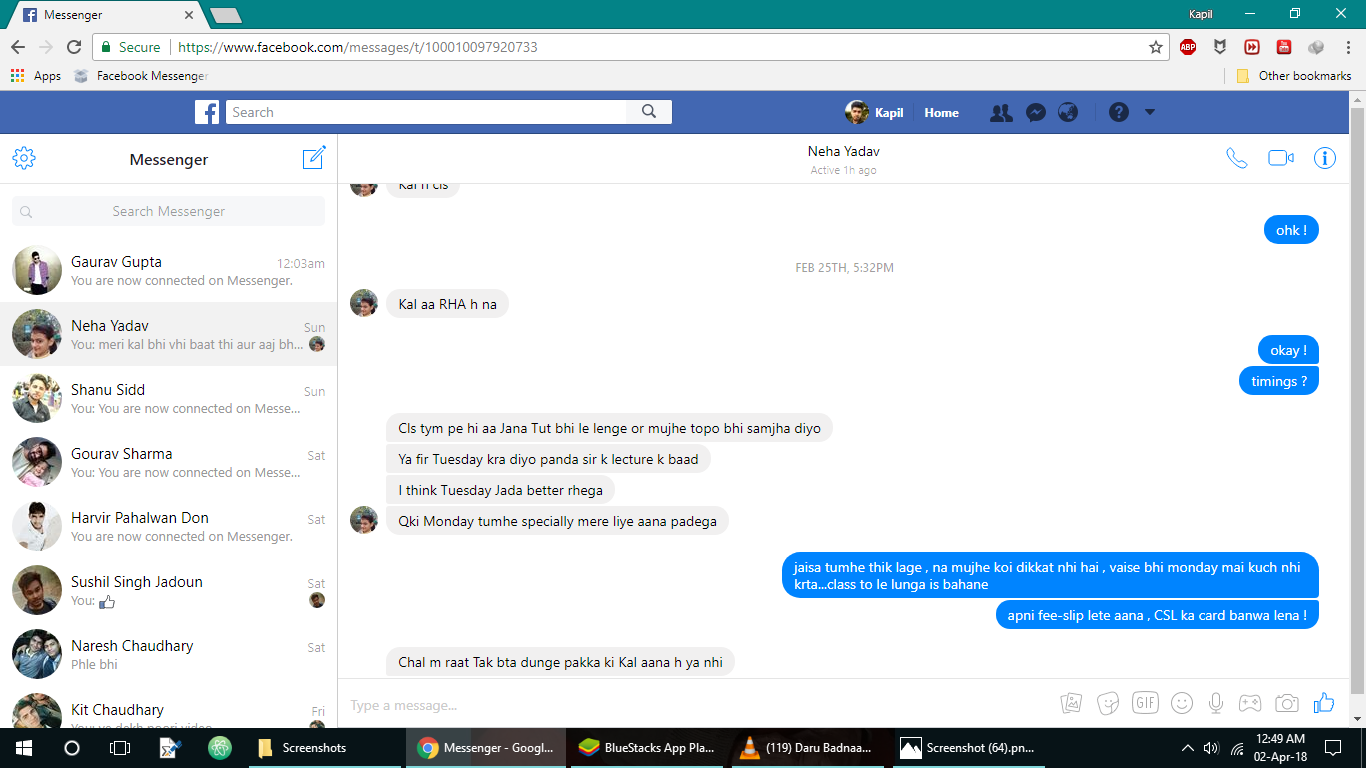 Messenger
Kapil
Secure
https://www.facebook.com/messages/t/100010097920733
ABP
Apps
Facebook Messenger
Other bookmarks
Search
Kapil
Home
Messenger
Neha Yadav
Active 1h ago
Search Messenger
Gaurav Gupta
12:03am
You are now connected on Messenger.
Neha Yadav
Sun
You: meri kal bhi vhi baat thi aur aaj bh...
Shanu Sidd
Sun
You: You are now connected on Messe...
Gourav Sharma
Sat
You: You are now connected on Messe...
Harvir Pahalwan Don
Sat
You are now connected on Messenger.
Sushil Singh Jadoun
Sat
You:
Naresh Chaudhary
Sat
Phle bhi
Kit Chaudhary
Fri
You: ye dekh poori video
Kal n cls
ohk !
FEB 25TH, 5:32PM
Kal aa RHA h na
okay !
timings ?
Cls tym pe hi aa Jana Tut bhi le lenge or mujhe topo bhi samjha diyo
Ya fir Tuesday kra diyo panda sir k lecture k baad
I think Tuesday Jada better rhega
Qki Monday tumhe specially mere liye aana padega
jaisa tumhe thik lage , na mujhe koi dikkat nhi hai , vaise bhi monday mai kuch nhi
krta...class to le lunga is bahane
apni fee-slip lete aana , CSL ka card banwa lena !
Chal m raat Tak bta dunge pakka ki Kal aana h ya nhi
Type a message...
GIF
Screenshots
Messenger - Googl...
BlueStacks App Pla...
(119) Daru Badnaa...
Screenshot (64).pn...
12:49 AM
02-Apr-18